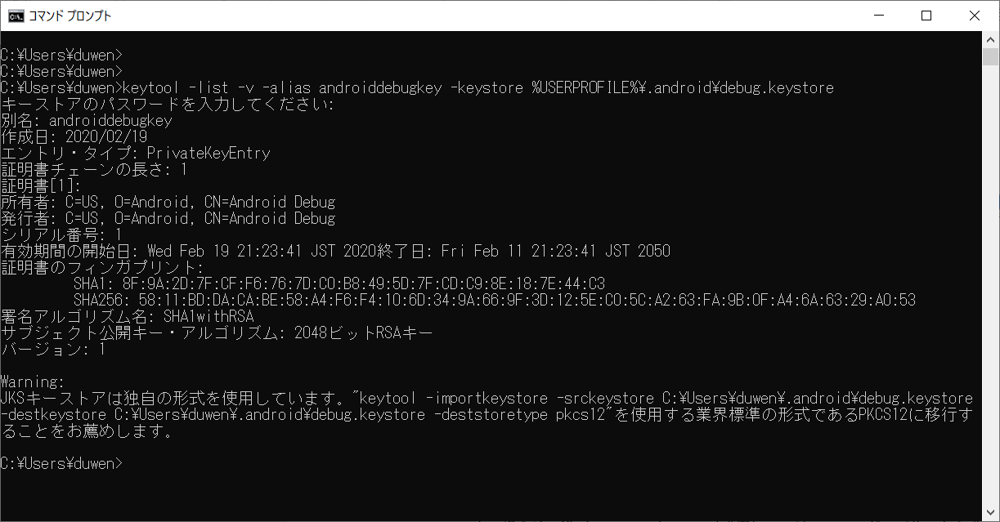 コマンド プロンプト
C:¥Users¥duwen>
C:¥Users¥duwen>
C:¥Users¥duwen>keytool -list -v -alias androiddebugkey -keystore %USERPROFILE%¥.android¥debug.keystore
キーストアのパスワードを入力してください:
別名: androiddebugkey
作成日: 2020/02/19
エントリ・タイプ: PrivateKeyEntry
証明書チェーンの長さ: 1
証明書[1]:
所有者: C=US, O=Android, CN=Android Debug
発行者: C=US, O=Android, CN=Android Debug
シリアル番号: 1
有効期間の開始日: Wed Feb 19 21:23:41 JST 2020終了日: Fri Feb 11 21:23:41 JST 2050
証明書のフィンガプリント:
SHA1: 8F:9A:2D:7F:CF:F6:76:7D:C0:B8:49:5D:7F:CD:C9:8E:18:7E:44:C3
SHA256: 58:11:BD:DA:CA:BE:58:A4:F6:F4:10:6D:34:9A:66:9F:3D:12:5E:C0:5C:A2:63:FA:9B:0F:A4:6A:63:29:A0:53
署名アルゴリズム名: SHA1withRSA
サブジェクト公開キー・アルゴリズム: 2048ビットRSAキー
バージョン: 1
Warning:
JKSキーストアは独自の形式を使用しています。"keytool -importkeystore -srckeystore C:¥Users¥duwen¥.android¥debug.keystore
-destkeystore C:¥Users¥duwen¥.android¥debug.keystore -deststoretype pkcs12"を使用する業界標準の形式であるPKCS12に移行す
ることをお薦めします。
C:¥Users¥duwen>